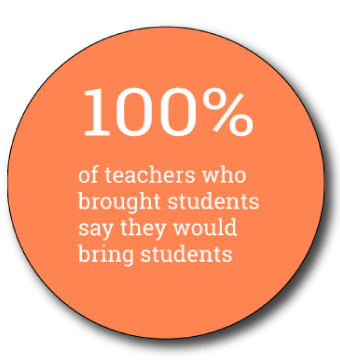 100%
of teachers who
brought students
say they would
bring students